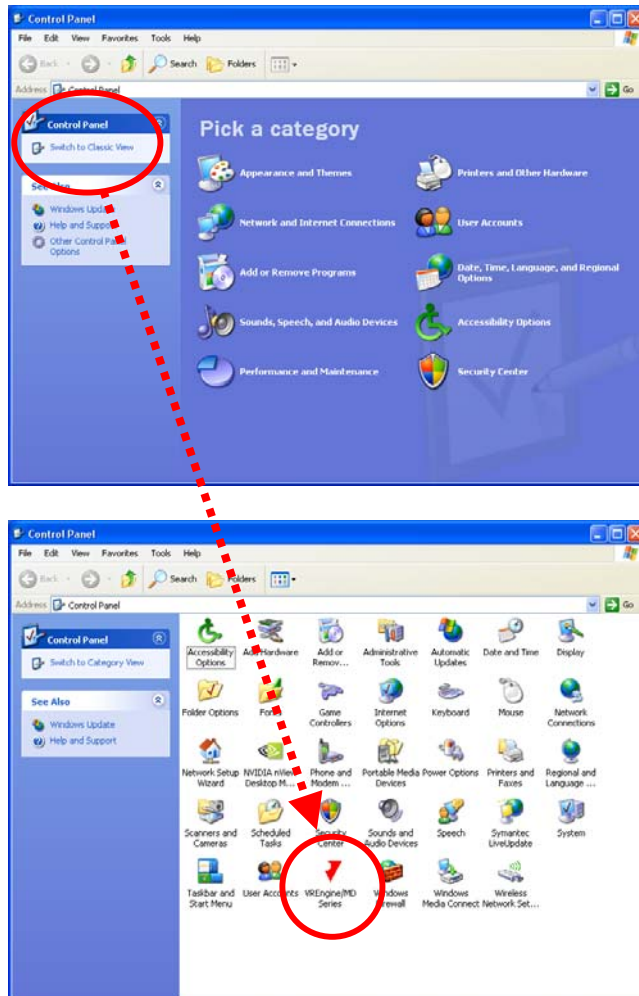 Control Panel
File Edit View Favorites Tools Help
Back Search Folders
Address Control Panel Go
Control Panel
Switch to Classic View
See Also
Windows Update
Help and Support
Other Control Panel
Options
Pick a category
Appearance and Themes
Printers and Other Hardware
Network and Internet Connections
User Accounts
Add or Remove Programs
Date, Time, Language, and Regional
Options
Sounds, Speech, and Audio Devices
Accessibility Options
Performance and Maintenance
Security Center
Control Panel
File Edit View Favorites Tools Help
Back Search Folders
Address Control Panel Go
Control Panel
Switch to Category View
See Also
Windows Update
Help and Support
Accessibility
Options
Add Hardware
Add or
Remov...
Administrative
Tools
Automatic
Updates
Date and Time
Display
Folder Options
Fonts
Game
Controllers
Internet
Options
Keyboard
Mouse
Network
Connections
Network Setup
Wizard
NVIDIA nView
Desktop M...
Phone and
Modem ...
Portable Media
Devices
Power Options
Printers and
Faxes
Regional and
Language ...
Scanners and
Cameras
Scheduled
Tasks
Security
Center
Sounds and
Audio Devices
Speech
Symantec
LiveUpdate
System
Taskbar and
Start Menu
User Accounts
VREngine/MD
Series
Windows
Firewall
Windows
Media Connect
Wireless
Network Set...